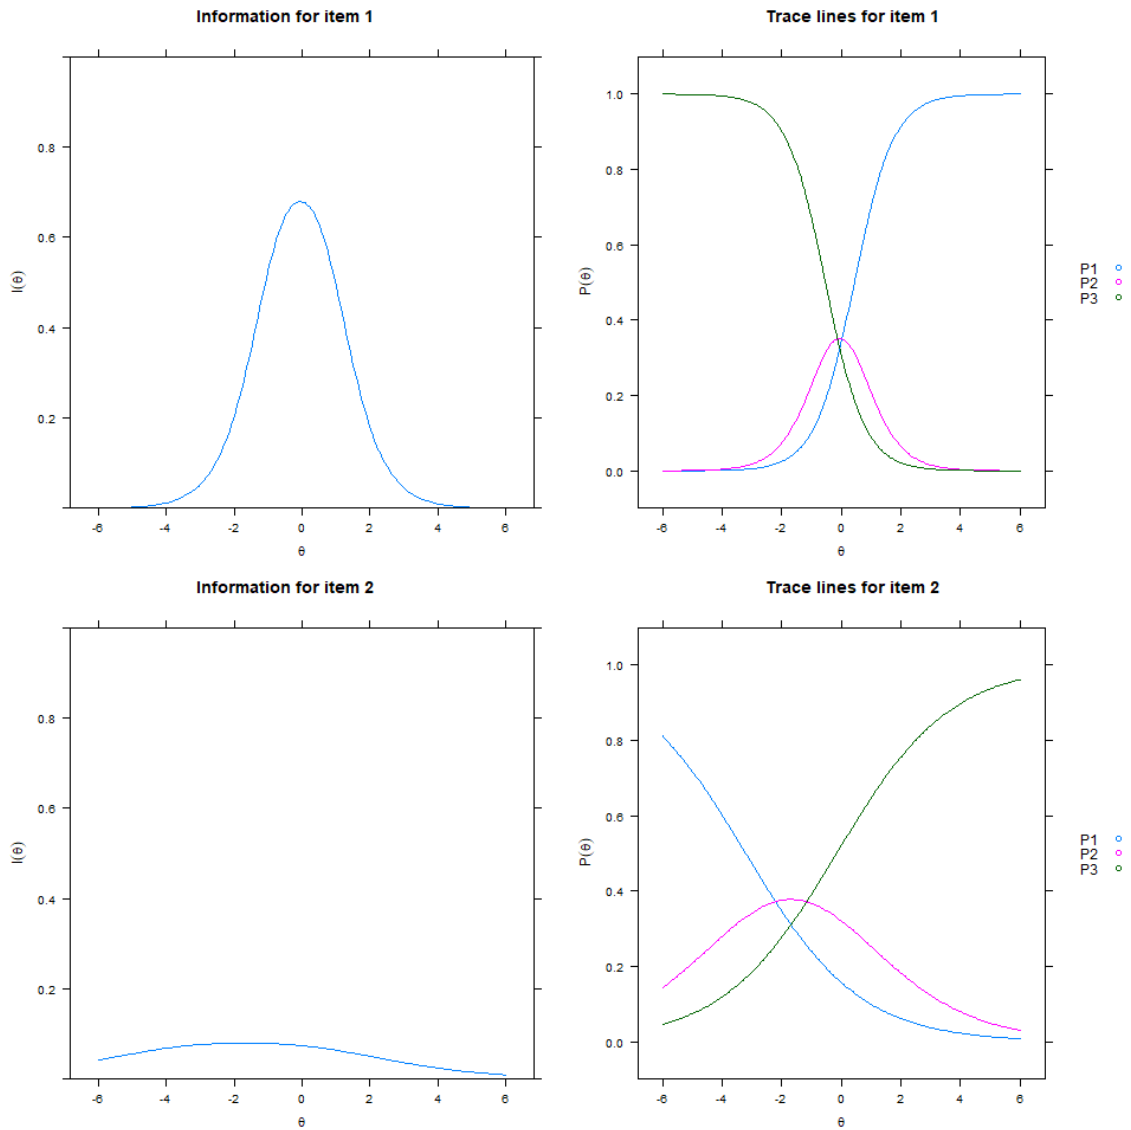 Information for item 1
0.8
0.6
0.4
0.2
I(θ)
-6 -4 -2 0 2 4 6
θ
Trace lines for item 1
1.0
0.8
0.6
0.4
0.2
0.0
P(θ)
-6 -4 -2 0 2 4 6
θ
P1
P2
P3
Information for item 2
0.8
0.6
0.4
0.2
I(θ)
-6 -4 -2 0 2 4 6
θ
Trace lines for item 2
1.0
0.8
0.6
0.4
0.2
0.0
P(θ)
-6 -4 -2 0 2 4 6
θ
P1
P2
P3